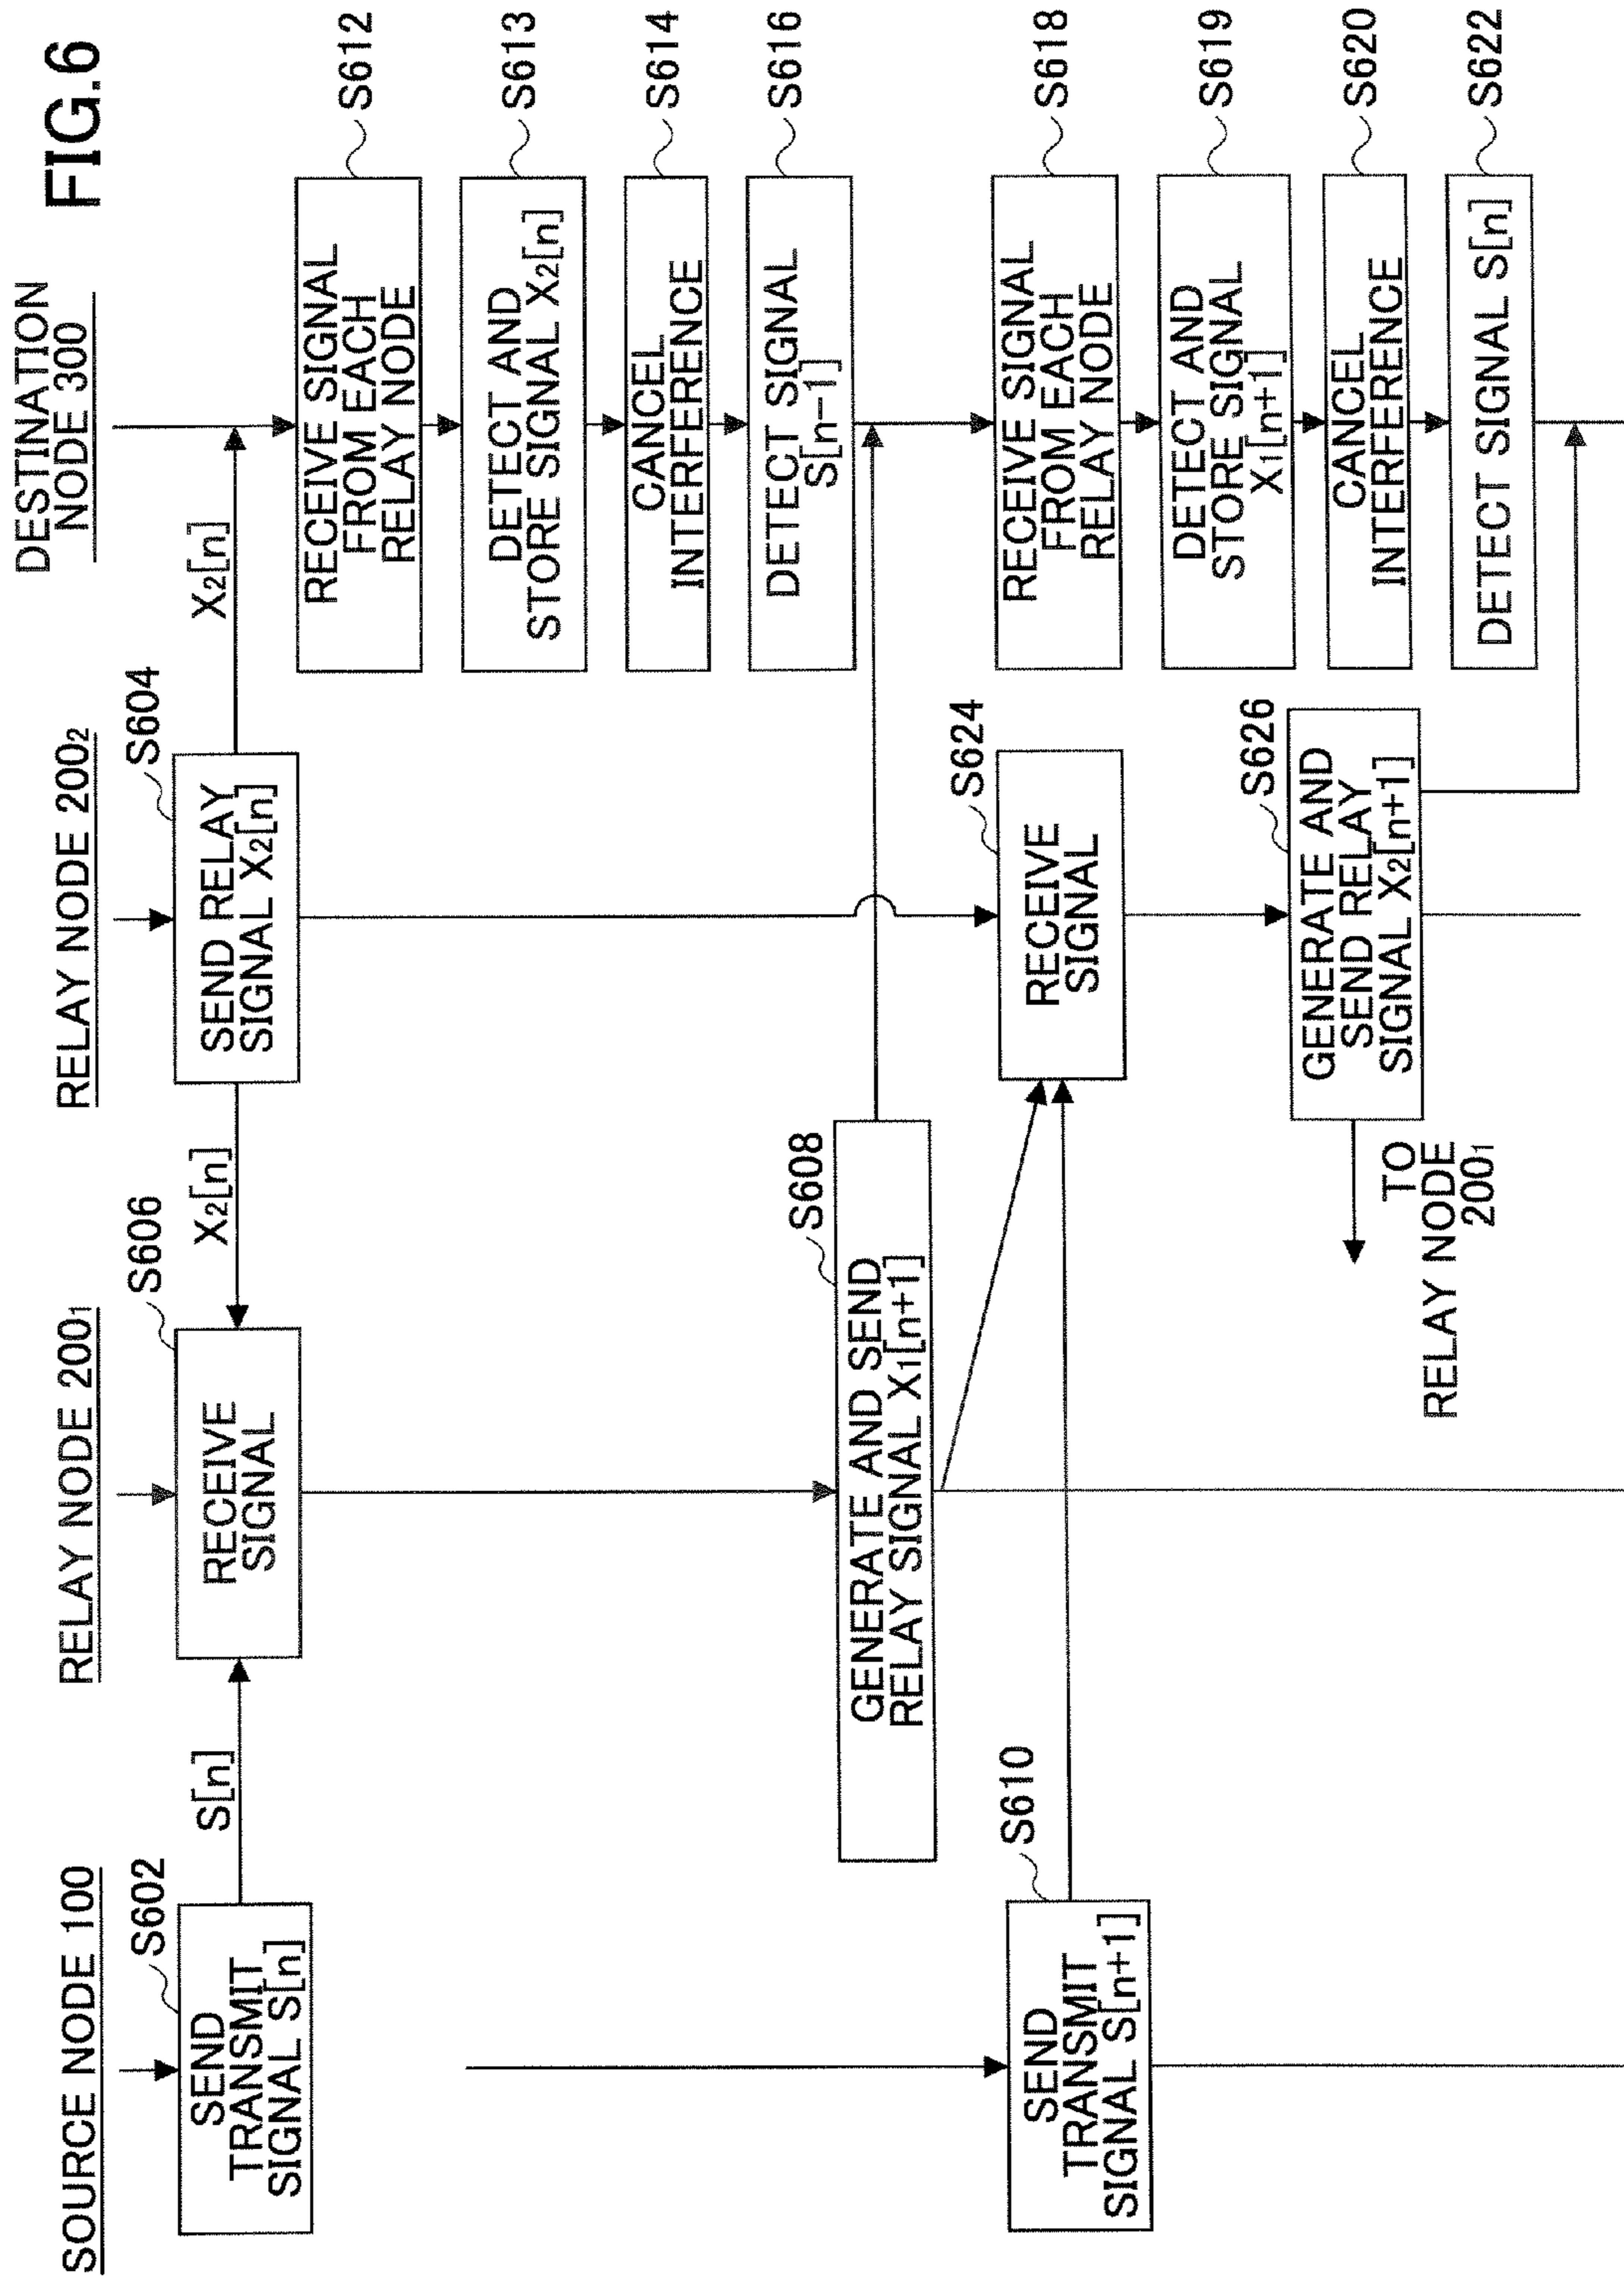 FIG.6
SOURCE NODE 100
RELAY NODE 200₁
RELAY NODE 200₂
DESTINATION
NODE 300
S602
SEND
TRANSMIT
SIGNAL S[n]
S[n]
S606
RECEIVE
SIGNAL
X₂[n]
S604
SEND RELAY
SIGNAL X₂[n]
X₂[n]
RECEIVE SIGNAL
FROM EACH
RELAY NODE
S612
DETECT AND
STORE SIGNAL X₂[n]
S613
CANCEL
INTERFERENCE
S614
DETECT SIGNAL
S[n−1]
S616
S608
GENERATE AND SEND
RELAY SIGNAL X₁[n+1]
S610
SEND
TRANSMIT
SIGNAL S[n+1]
S624
RECEIVE
SIGNAL
RECEIVE SIGNAL
FROM EACH
RELAY NODE
S618
DETECT AND
STORE SIGNAL
X₁[n+1]
S619
CANCEL
INTERFERENCE
S620
DETECT SIGNAL S[n]
S622
S626
GENERATE AND
SEND RELAY
SIGNAL X₂[n+1]
TO
RELAY NODE
200₁